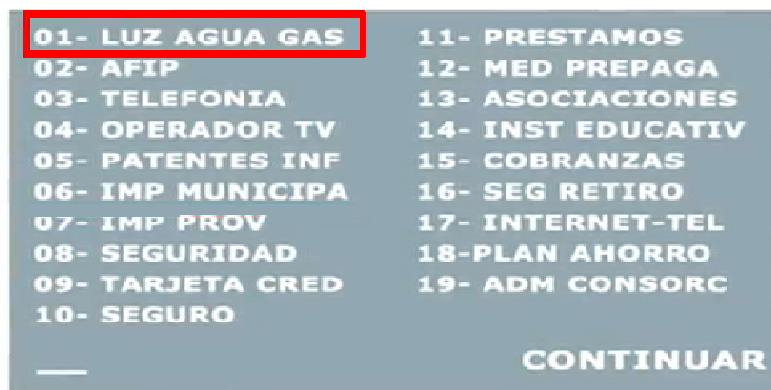 01- LUZ AGUA GAS
02- AFIP
03- TELEFONIA
04- OPERADOR TV
05- PATENTES INF
06- IMP MUNICIPA
07- IMP PROV
08- SEGURIDAD
09- TARJETA CRED
10- SEGURO
11- PRESTAMOS
12- MED PREPAGA
13- ASOCIACIONES
14- INST EDUCATIV
15- COBRANZAS
16- SEG RETIRO
17- INTERNET-TEL
18-PLAN AHORRO
19- ADM CONSORC
CONTINUAR